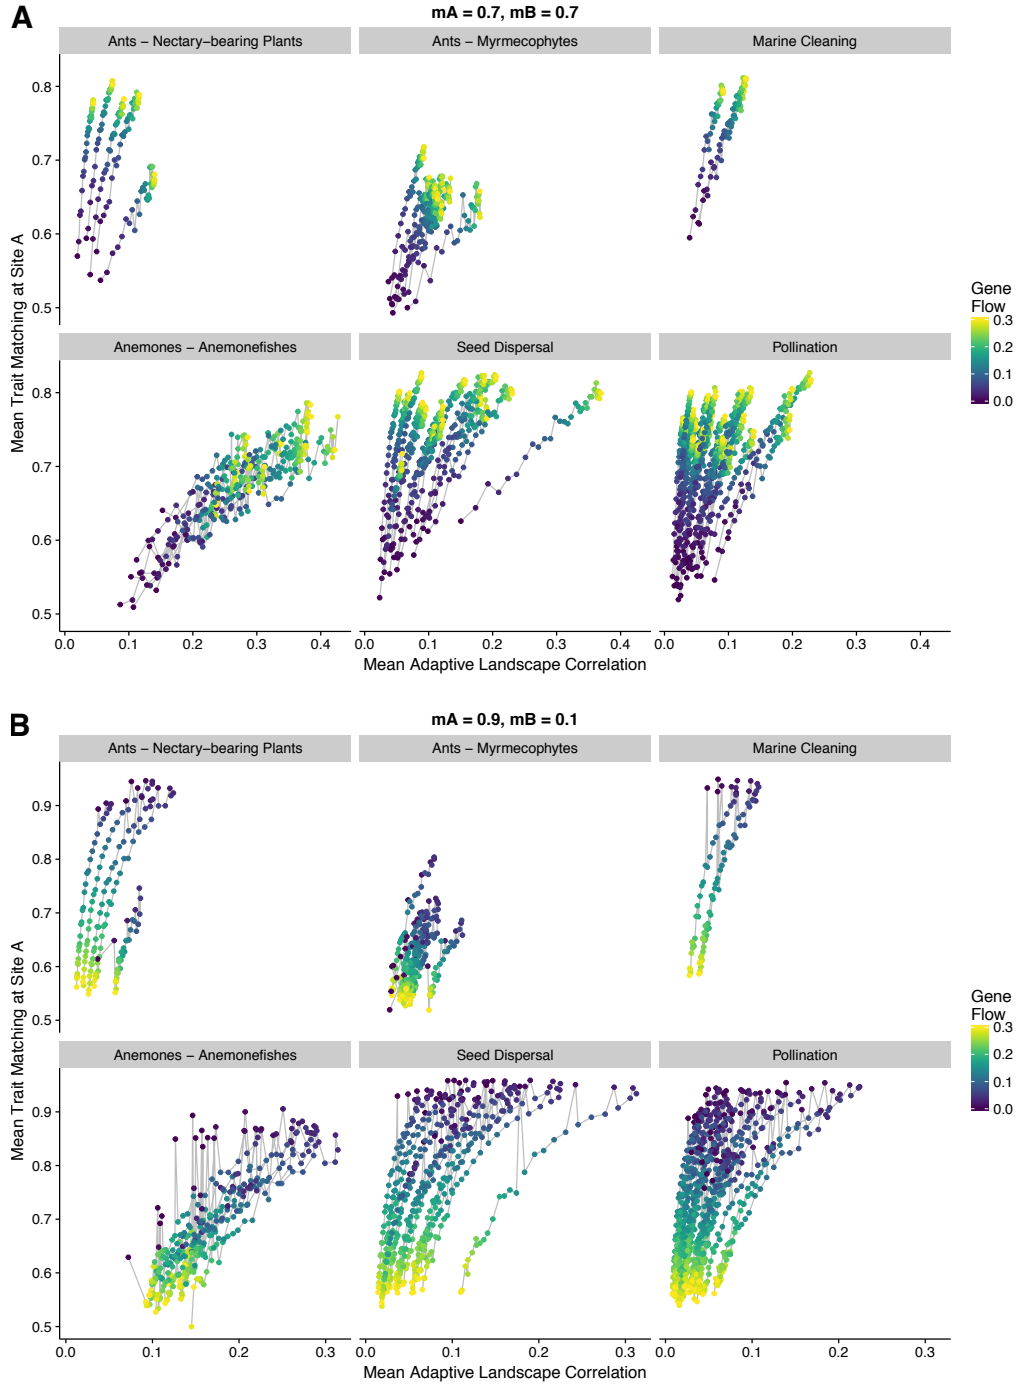 A
mA = 0.7, mB = 0.7
Ants − Nectary−bearing Plants
Ants − Myrmecophytes
Marine Cleaning
0.8
0.7
0.6
0.5
Anemones − Anemonefishes
Seed Dispersal
Pollination
0.8
0.7
0.6
0.5
Mean Trait Matching at Site A
0.0 0.1 0.2 0.3 0.4
0.0 0.1 0.2 0.3 0.4
0.0 0.1 0.2 0.3 0.4
Mean Adaptive Landscape Correlation
Gene
Flow
0.3
0.2
0.1
0.0
B
mA = 0.9, mB = 0.1
Ants − Nectary−bearing Plants
Ants − Myrmecophytes
Marine Cleaning
0.9
0.8
0.7
0.6
0.5
Anemones − Anemonefishes
Seed Dispersal
Pollination
0.9
0.8
0.7
0.6
0.5
Mean Trait Matching at Site A
0.0 0.1 0.2 0.3
0.0 0.1 0.2 0.3
0.0 0.1 0.2 0.3
Mean Adaptive Landscape Correlation
Gene
Flow
0.3
0.2
0.1
0.0